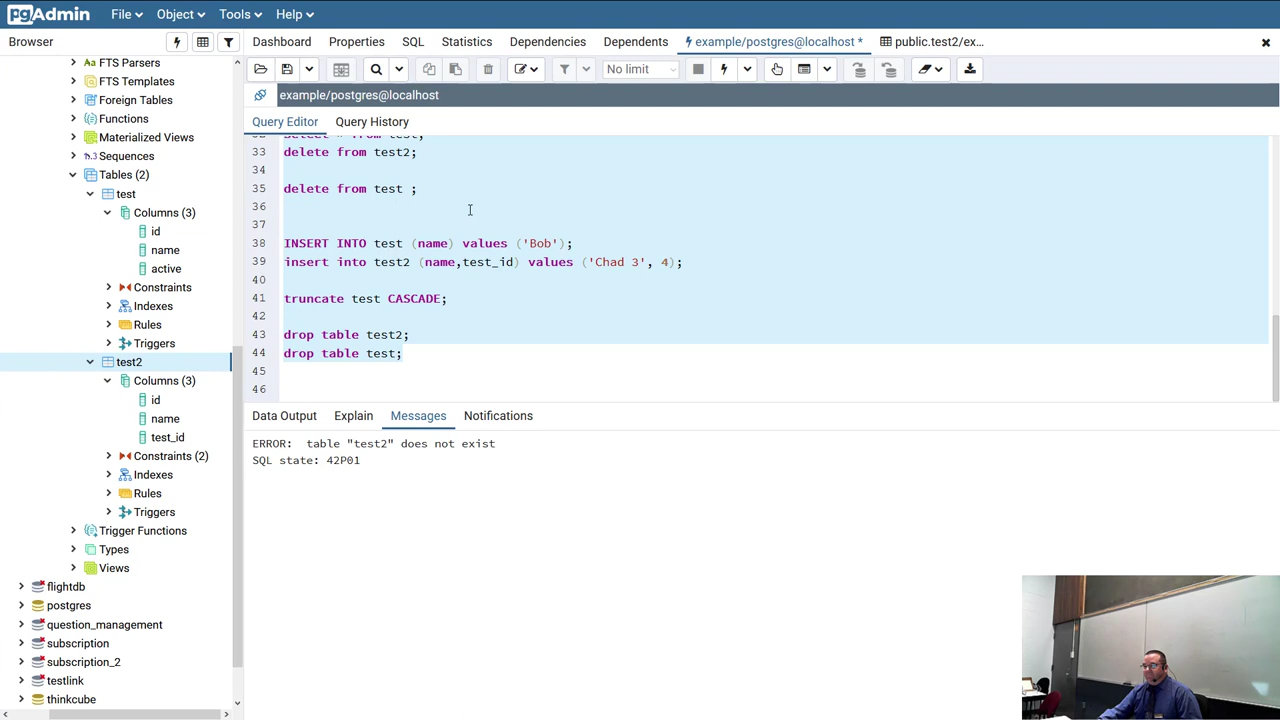 pgAdmin File Object Tools Help
Browser
Dashboard Properties SQL Statistics Dependencies Dependents example/postgres@localhost * public.test2/ex...
No limit
example/postgres@localhost
Query Editor Query History
FTS Parsers
FTS Templates
Foreign Tables
Functions
Materialized Views
1..3 Sequences
Tables (2)
test
Columns (3)
id
name
active
Constraints
Indexes
Rules
Triggers
test2
Columns (3)
id
name
test_id
Constraints (2)
Indexes
Rules
Triggers
Trigger Functions
Types
Views
flightdb
postgres
question_management
subscription
subscription_2
testlink
thinkcube
32 select * from test;
33 delete from test2;
34
35 delete from test ;
36
37
38 INSERT INTO test (name) values ('Bob');
39 insert into test2 (name,test_id) values ('Chad 3', 4);
40
41 truncate test CASCADE;
42
43 drop table test2;
44 drop table test;
45
46
Data Output Explain Messages Notifications
ERROR: table "test2" does not exist
SQL state: 42P01